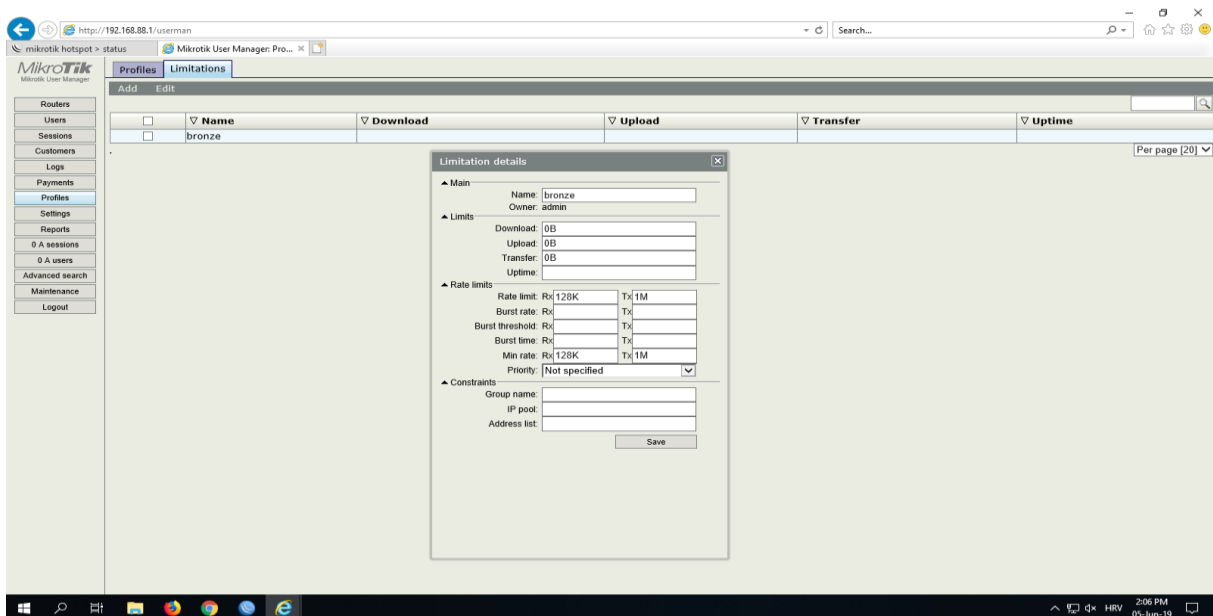 http://192.168.88.1/userman
Search...
mikrotik hotspot > status
Mikrotik User Manager: Pro...
MikroTik
Mikrotik User Manager
Profiles
Limitations
Add Edit
Routers
Users
Sessions
Customers
Logs
Payments
Profiles
Settings
Reports
0 A sessions
0 A users
Advanced search
Maintenance
Logout
Name Download Upload Transfer Uptime
bronze
Per page [20]
Limitation details
Main
Name: bronze
Owner: admin
Limits
Download: 0B
Upload: 0B
Transfer: 0B
Uptime:
Rate limits
Rate limit: Rx 128K Tx 1M
Burst rate: Rx Tx
Burst threshold: Rx Tx
Burst time: Rx Tx
Min rate: Rx 128K Tx 1M
Priority: Not specified
Constraints
Group name:
IP pool:
Address list:
Save
HRV
2:06 PM
05-Jun-19